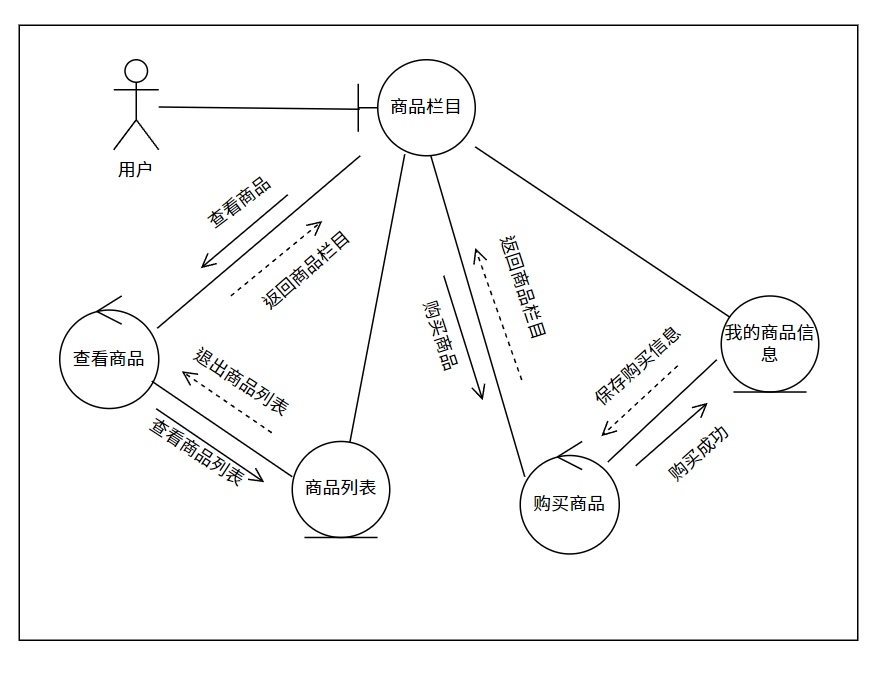 商品栏目
用户
查看商品
返回商品栏目
返回商品栏目
购买商品
查看商品
退出商品列表
查看商品列表
商品列表
保存购买信息
我的商品信
息
购买成功
购买商品